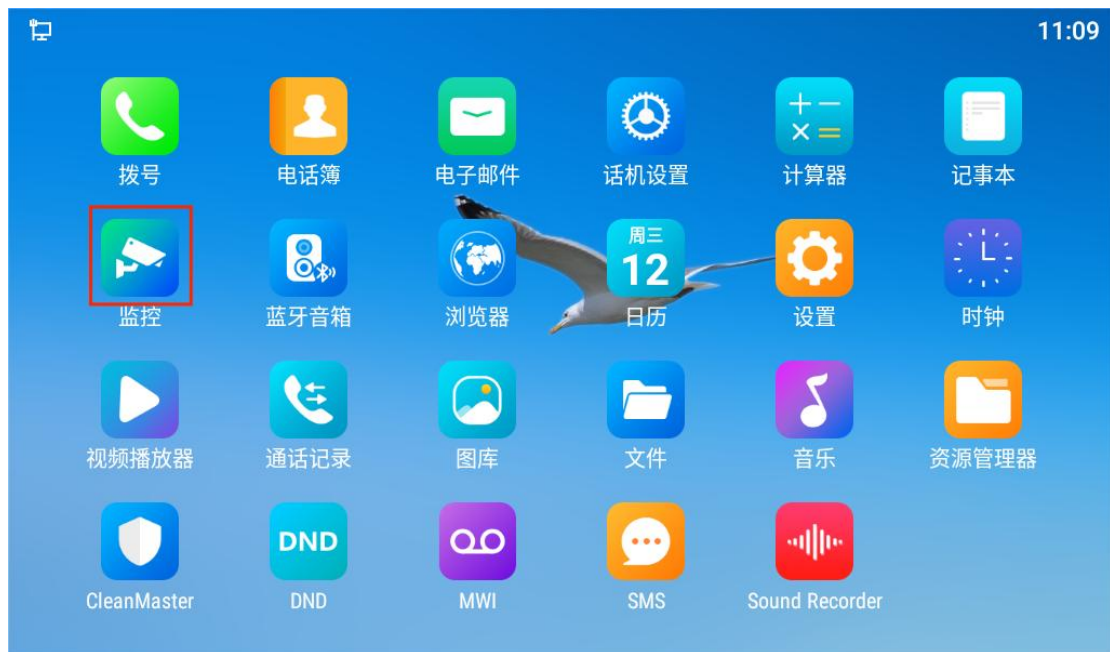 11:09
拨号 电话簿 电子邮件 话机设置 计算器 记事本
周三
12
监控 蓝牙音箱 浏览器 日历 设置 时钟
视频播放器 通话记录 图库 文件 音乐 资源管理器
DND
CleanMaster DND MWI SMS Sound Recorder